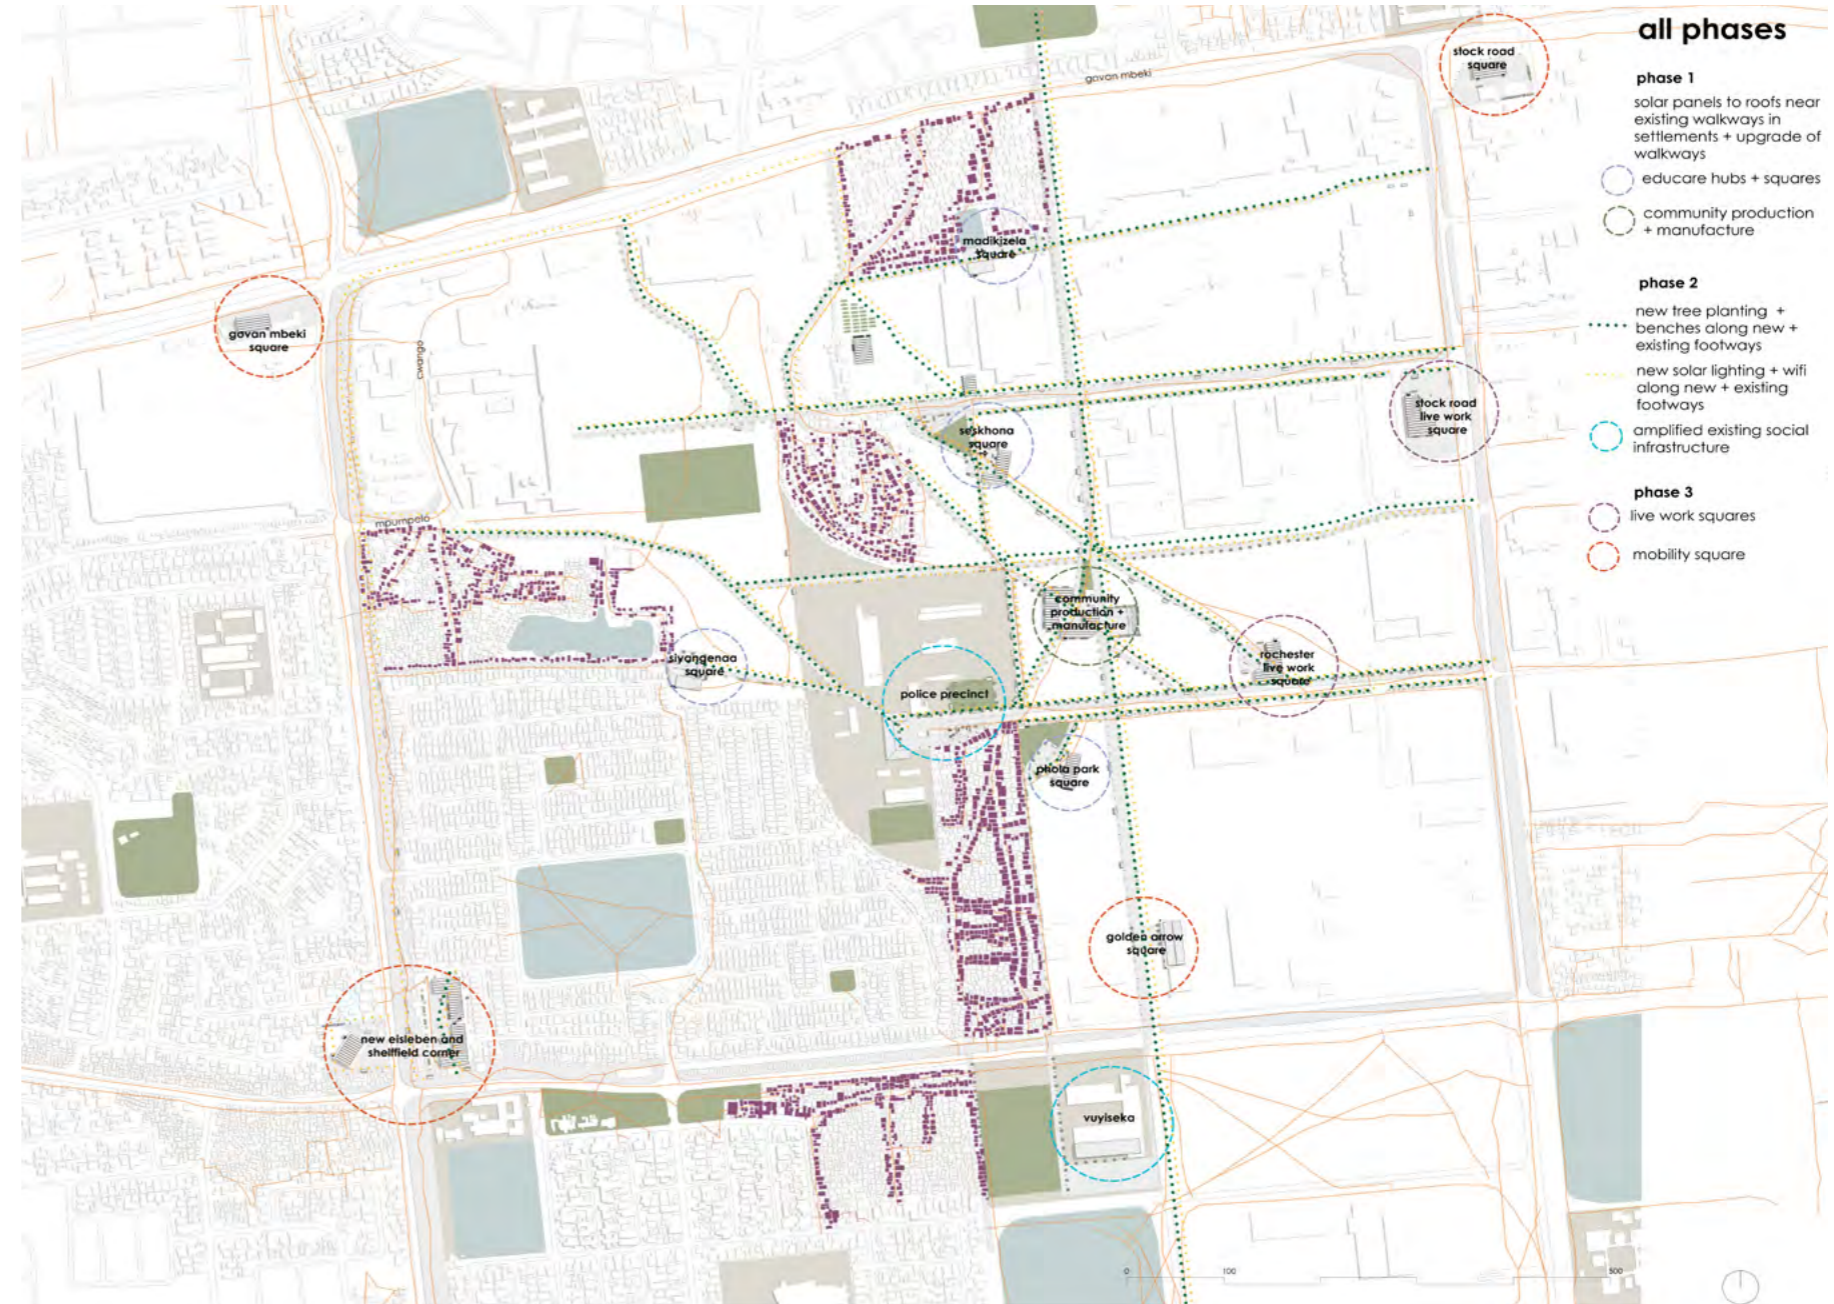 all phases
phase 1
solar panels to roofs near
existing walkways in
settlements + upgrade of
walkways
educare hubs + squares
community production
+ manufacture
phase 2
new tree planting +
benches along new +
existing footways
new solar lighting + wifi
along new + existing
footways
amplified existing social
infrastructure
phase 3
live work squares
mobility square
stock road
square
govan mbeki
madikizela
square
govan mbeki
square
cwango
stock road
live work
square
seskhona
square
mpumpelo
community
production +
manufacture
siyangenaa
square
rochester
live work
square
police precinct
phola park
square
golden arrow
square
new eisleben and
shelffield corner
vuyiseka
0
100
500